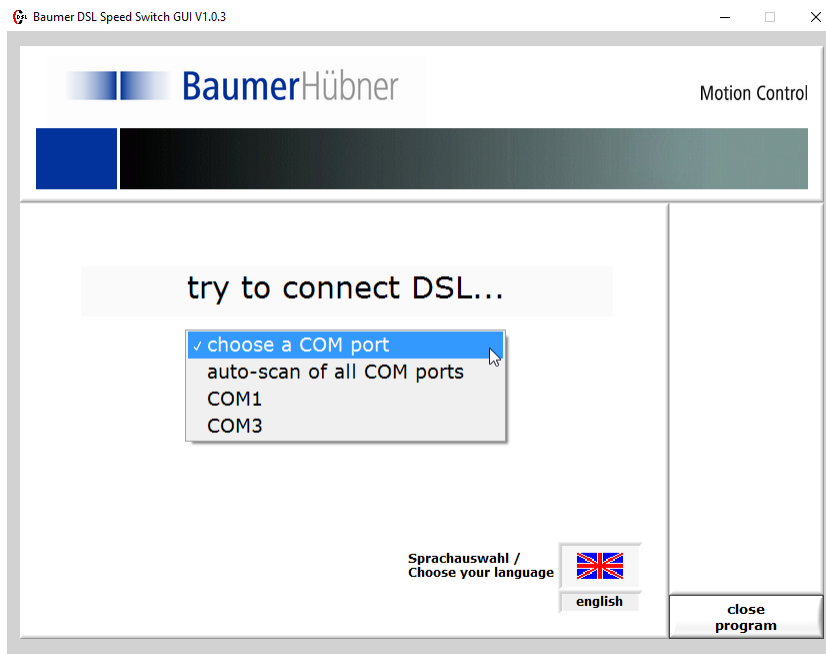 Baumer DSL Speed Switch GUI V1.0.3
BaumerHübner
Motion Control
try to connect DSL...
✓ choose a COM port
auto-scan of all COM ports
COM1
COM3
Sprachauswahl /
Choose your language
english
close
program